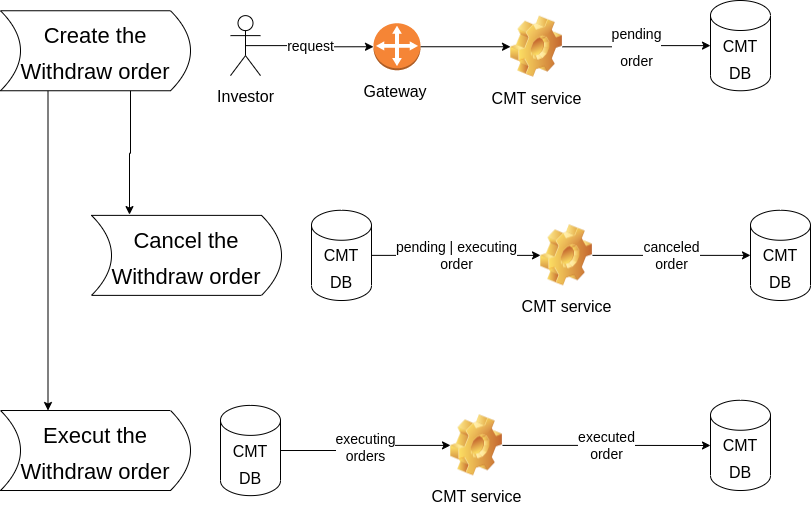 Create the
Withdraw order
request
Investor
Gateway
CMT service
pending
order
CMT
DB
Cancel the
Withdraw order
CMT
DB
pending | executing
order
CMT service
canceled
order
CMT
DB
Execut the
Withdraw order
CMT
DB
executing
orders
CMT service
executed
order
CMT
DB